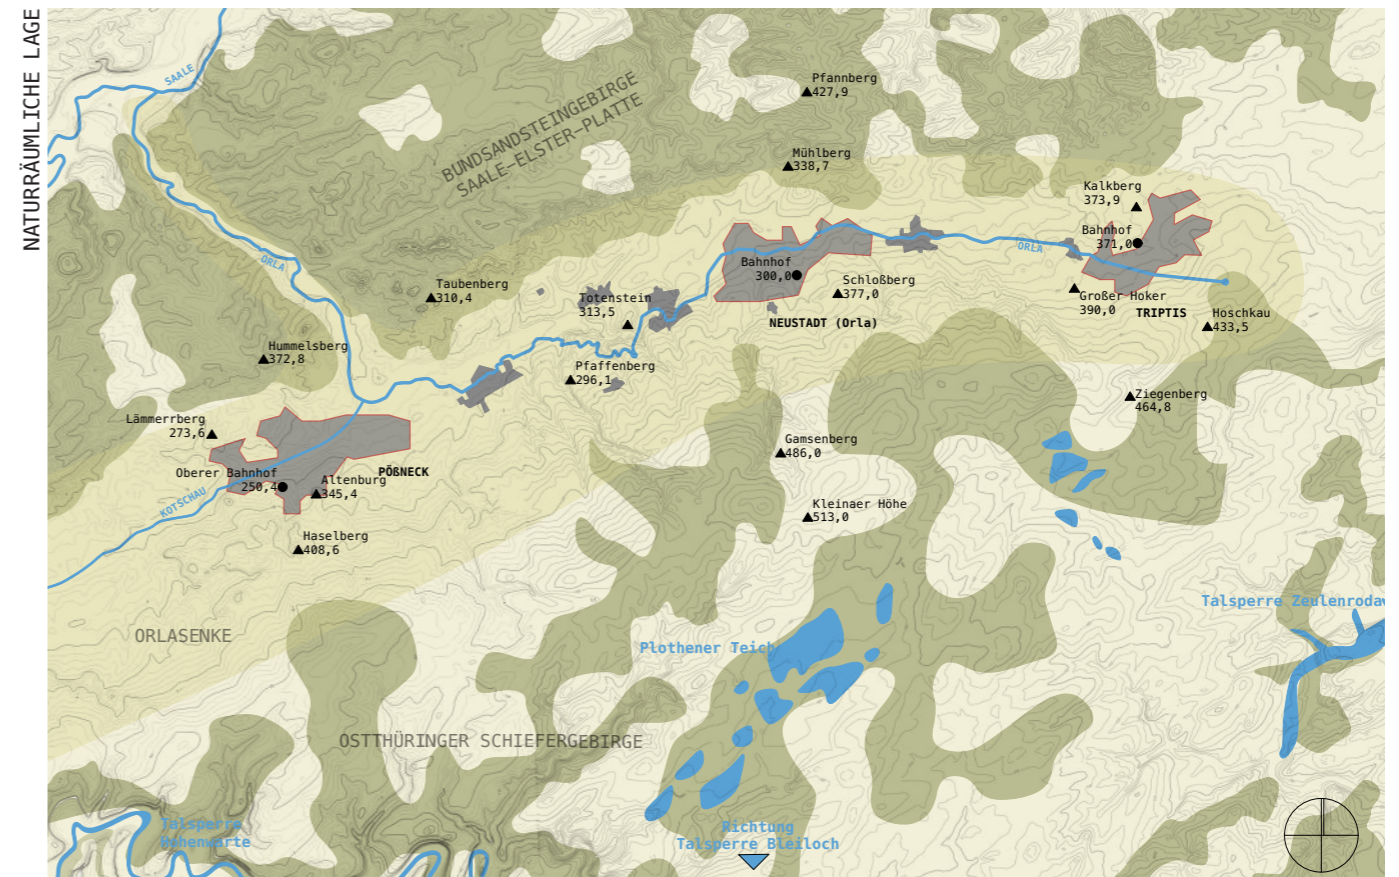 NATURRÄUMLICHE LAGE
SAALE
BUNDSANDSTEINGEBIRGE
SAALE-ELSTER-PLATTE
Pfannberg
427,9
Mühlberg
338,7
Kalkberg
373,9
Bahnhof
371,0
ORLA
ORLA
Bahnhof
300,0
Schloßberg
377,0
Taubenberg
310,4
Totenstein
313,5
NEUSTADT (Orla)
Großer Hoker
390,0
TRIPTIS
Hoschkau
433,5
Hummelsberg
372,8
Pfaffenberg
296,1
Ziegenberg
464,8
Lämmerrberg
273,6
Gamsenberg
486,0
Oberer Bahnhof
250,4
PÖßNECK
Altenburg
345,4
KOTSCHAU
Kleinaer Höhe
513,0
Haselberg
408,6
Talsperre Zeulenroda
ORLASENKE
Plothener Teich
OSTTHÜRINGER SCHIEFERGEBIRGE
Talsperre
Hohenwarte
Richtung
Talsperre Bleiloch